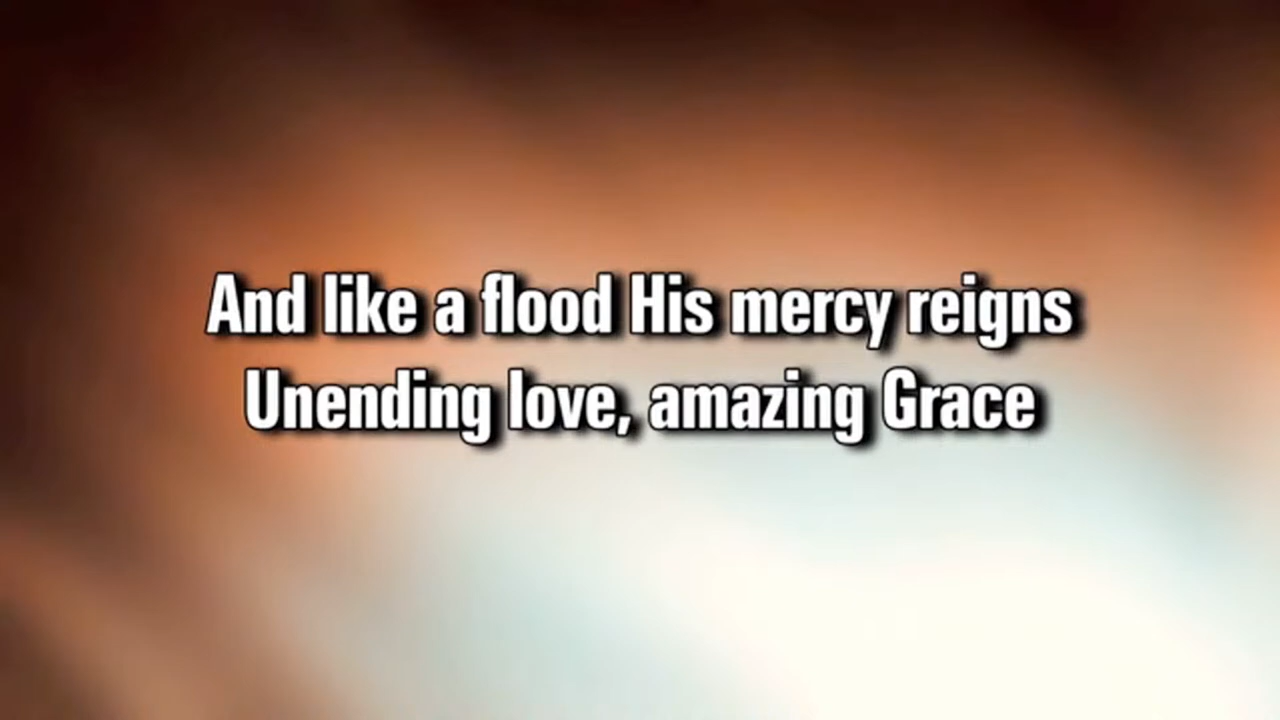 And like a flood His mercy reigns
Unending love, amazing Grace